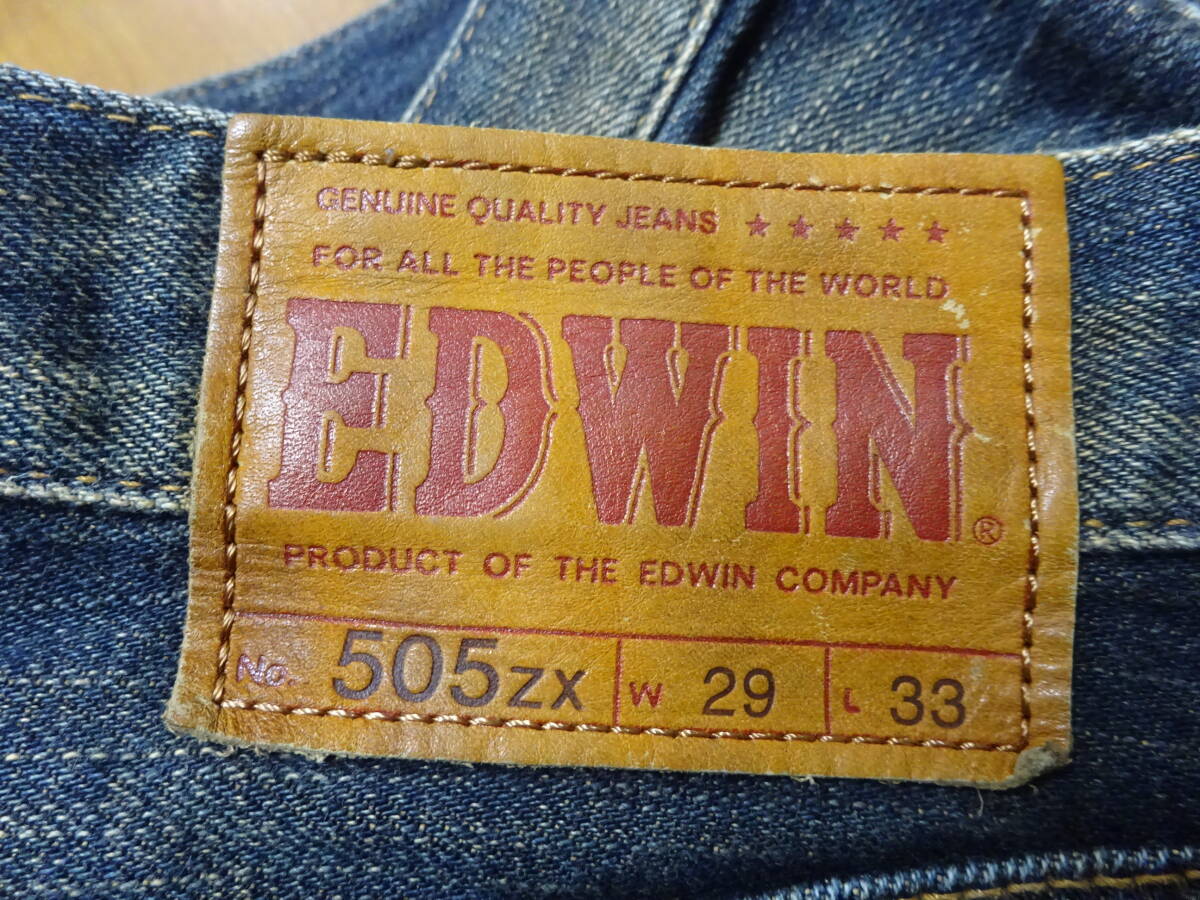 GENUINE QUALITY JEANS ★★★★★
FOR ALL THE PEOPLE OF THE WORLD
EDWIN®
PRODUCT OF THE EDWIN COMPANY
No. 505ZX W 29 L 33